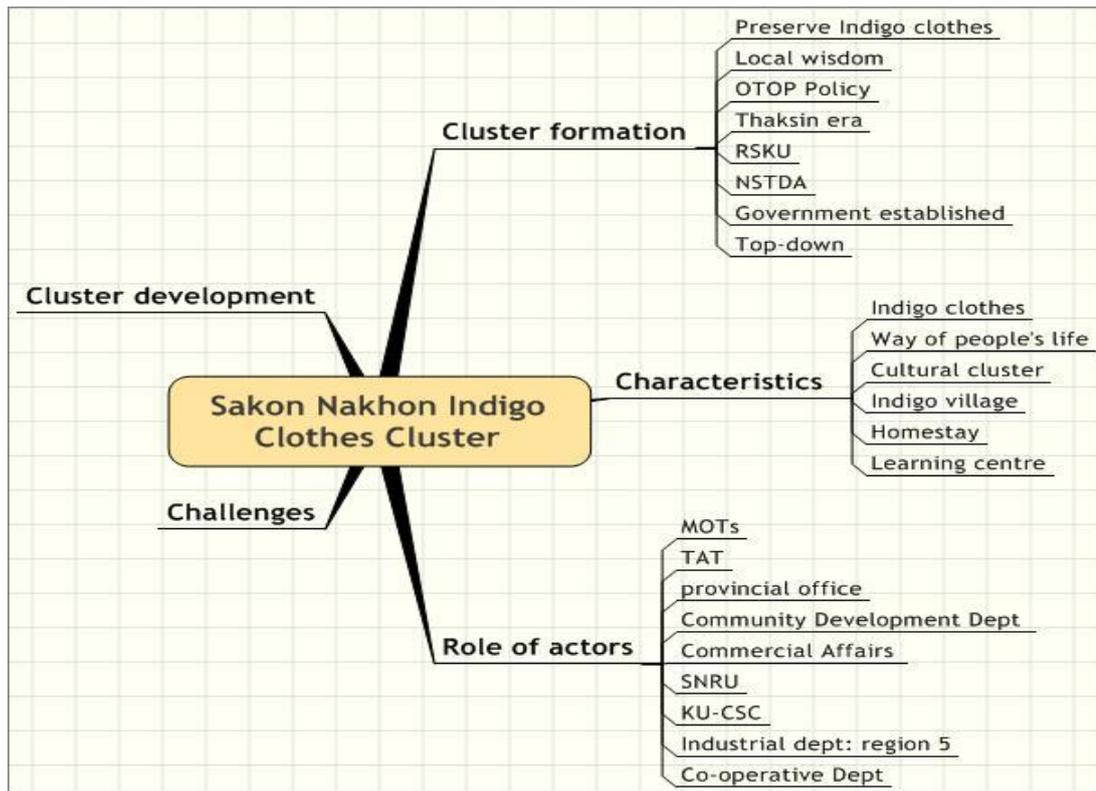 Preserve Indigo clothes
Local wisdom
OTOP Policy
Thaksin era
Cluster formation
RSKU
NSTDA
Government established
Top-down
Cluster development
Indigo clothes
Way of people's life
Characteristics
Cultural cluster
Indigo village
Homestay
Learning centre
Sakon Nakhon Indigo
Clothes Cluster
Challenges
MOTs
TAT
provincial office
Community Development Dept
Role of actors
Commercial Affairs
SNRU
KU-CSC
Industrial dept: region 5
Co-operative Dept